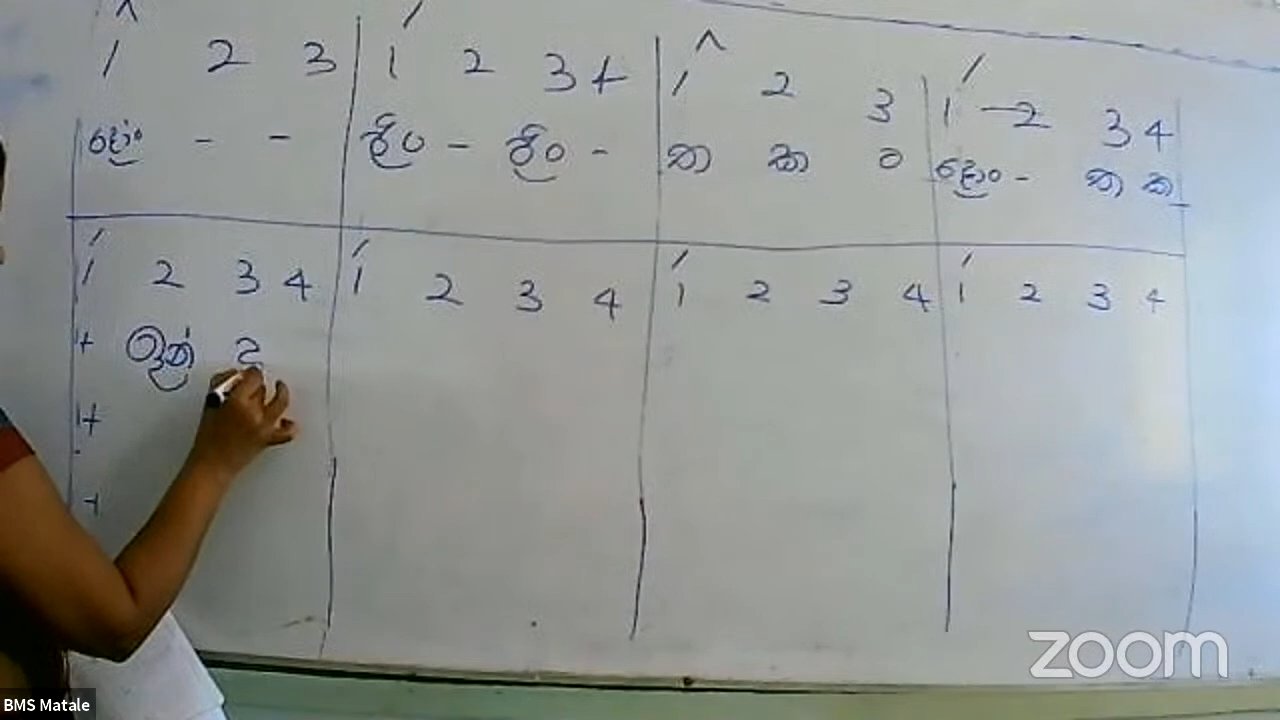 1 2 3 1 2 3 4 1 2 3 1 - 2 3 4
දොං - - දිං - දිං - ත ක ට දොං - ත ක
1 2 3 4 1 2 3 4 1 2 3 4 1 2 3 4
+ ඉන් ද
+
+
zoom
BMS Matale